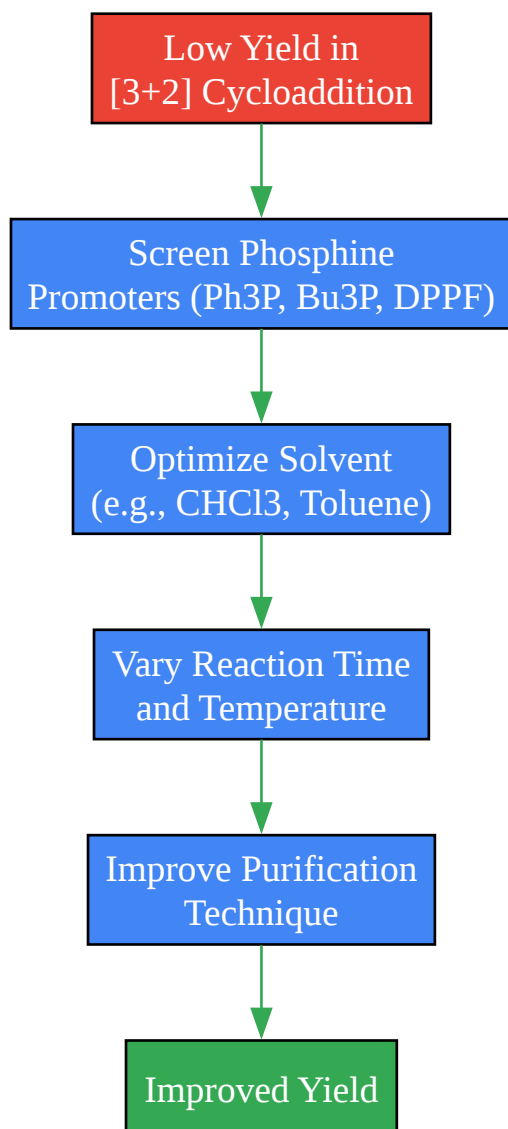 Low Yield in
[3+2] Cycloaddition
Screen Phosphine
Promoters (Ph3P, Bu3P, DPPF)
Optimize Solvent
(e.g., CHCl3, Toluene)
Vary Reaction Time
and Temperature
Improve Purification
Technique
Improved Yield